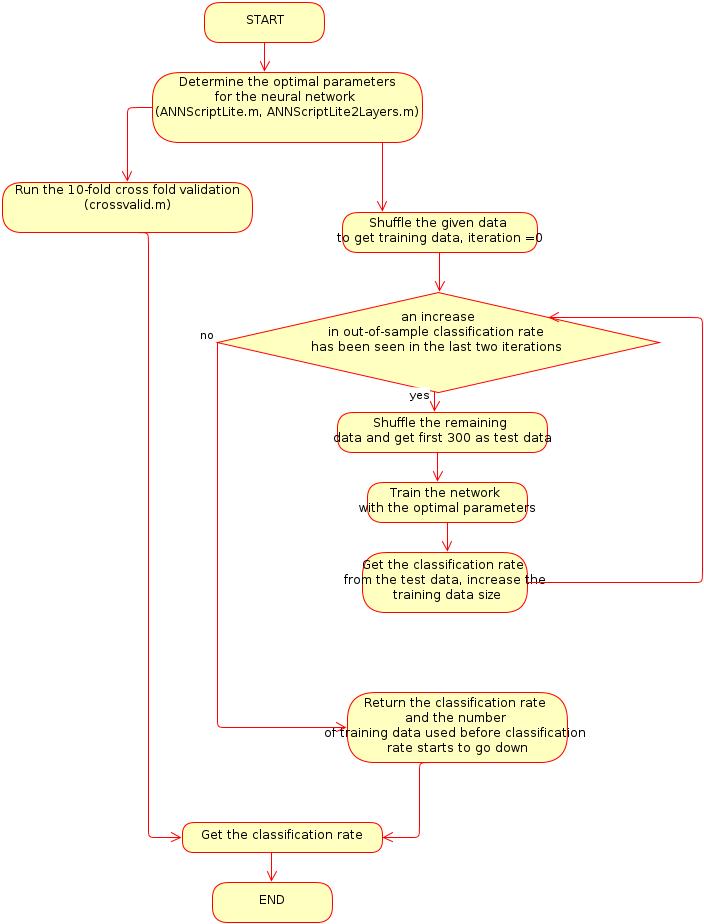 START
Determine the optimal parameters
for the neural network
(ANNScriptLite.m, ANNScriptLite2Layers.m)
Run the 10-fold cross fold validation
(crossvalid.m)
Shuffle the given data
to get training data, iteration =0
an increase
in out-of-sample classification rate
has been seen in the last two iterations
no
yes
Shuffle the remaining
data and get first 300 as test data
Train the network
with the optimal parameters
Get the classification rate
from the test data, increase the
training data size
Return the classification rate
and the number
of training data used before classification
rate starts to go down
Get the classification rate
END